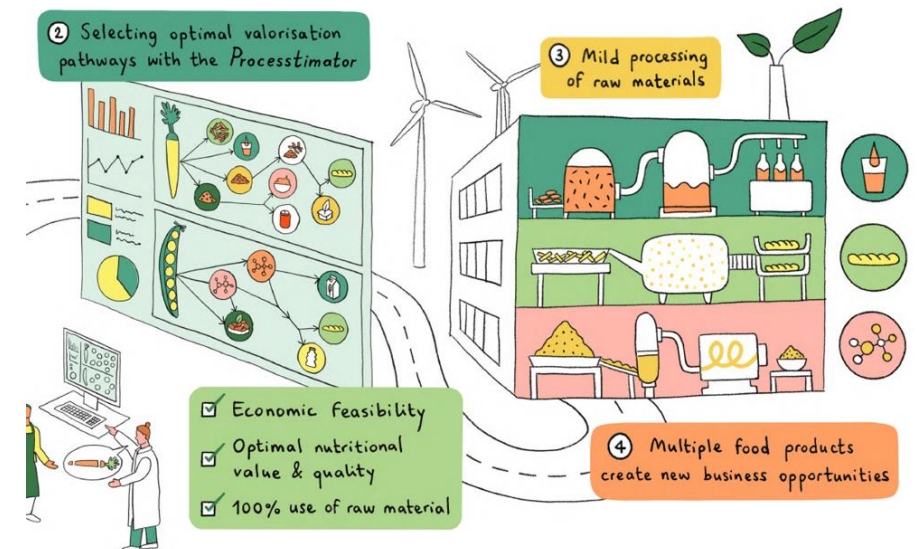 ② Selecting optimal valorisation
pathways with the Processtimator
③ Mild processing
of raw materials
Economic feasibility
Optimal nutritional
value & quality
100% use of raw material
④ Multiple food products
create new business opportunities